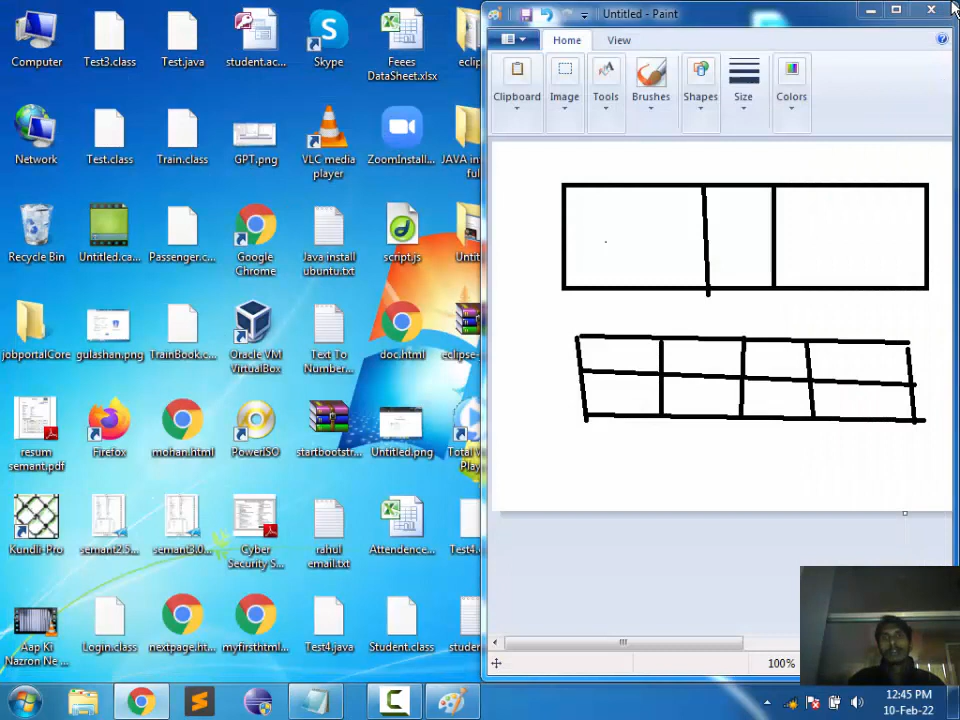 Untitled - Paint
Home View
Clipboard Image Tools Brushes Shapes Size Colors
Computer Test3.class Test.java student.ac... Skype Feees
DataSheet.xlsx eclip
Network Test.class Train.class GPT.png VLC media
player ZoomInstall... JAVA in
ful
Recycle Bin Untitled.ca... Passenger.c... Google
Chrome Java install
ubuntu.txt script.js Untit
jobportalCore gulashan.png TrainBook.c... Oracle VM
VirtualBox Text To
Number... doc.html eclipse-
resum
semant.pdf Firefox mohan.html PowerISO startbootstr... Untitled.png Total V
Play
Kundli-Pro semant2.5... semant3.0... Cyber
Security S... rahul
email.txt Attendence... Test4.
Aap Ki
Nazron Ne ... Login.class nextpage.ht... myfirsthtml... Test4.java Student.class studen
100%
12:45 PM
10-Feb-22